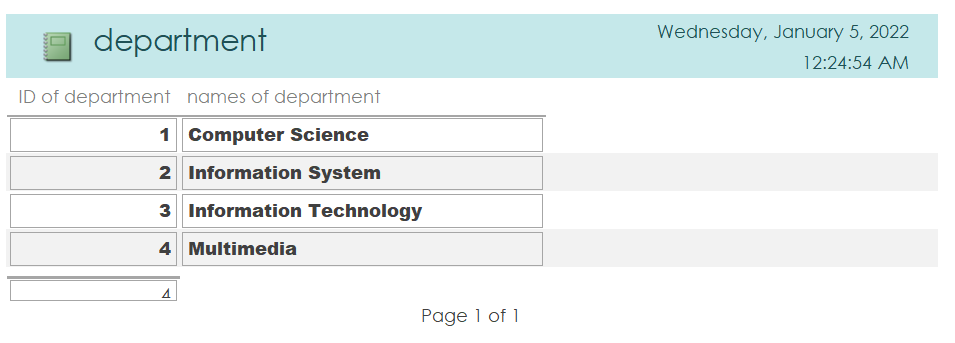 department
Wednesday, January 5, 2022
12:24:54 AM
ID of department names of department
1 Computer Science
2 Information System
3 Information Technology
4 Multimedia
4
Page 1 of 1